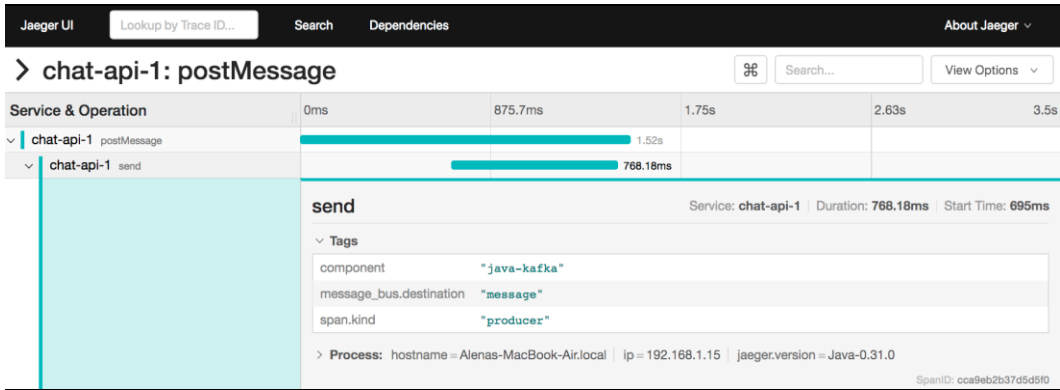 Jaeger UI Lookup by Trace ID... Search Dependencies About Jaeger
chat-api-1: postMessage ⌘ Search... View Options
Service & Operation 0ms 875.7ms 1.75s 2.63s 3.5s
chat-api-1 postMessage 1.52s
chat-api-1 send 768.18ms
send Service: chat-api-1 Duration: 768.18ms Start Time: 695ms
Tags
component "java-kafka"
message_bus.destination "message"
span.kind "producer"
Process: hostname = Alenas-MacBook-Air.local ip = 192.168.1.15 jaeger.version = Java-0.31.0
SpanID: cca9eb2b37d5d5f0